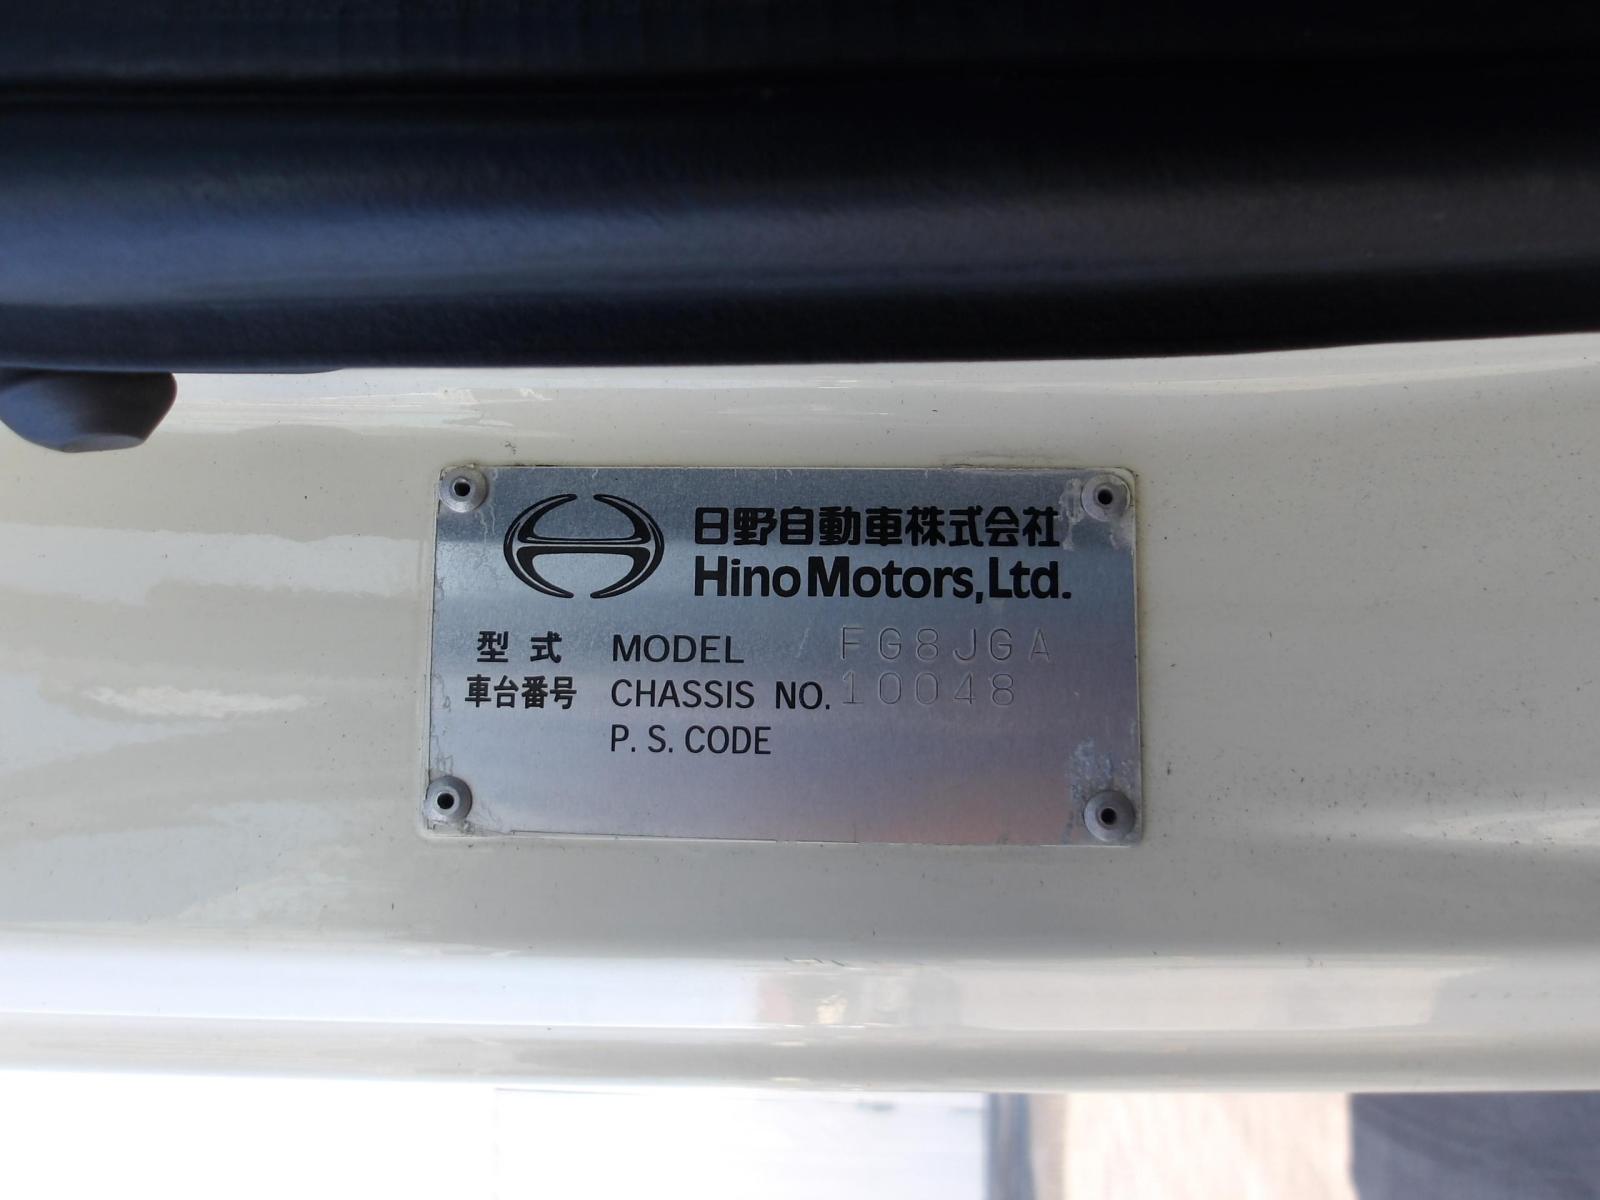 日野自動車株式会社
Hino Motors, Ltd.
型式 MODEL FG8JGA
車台番号 CHASSIS NO. 10048
P. S. CODE